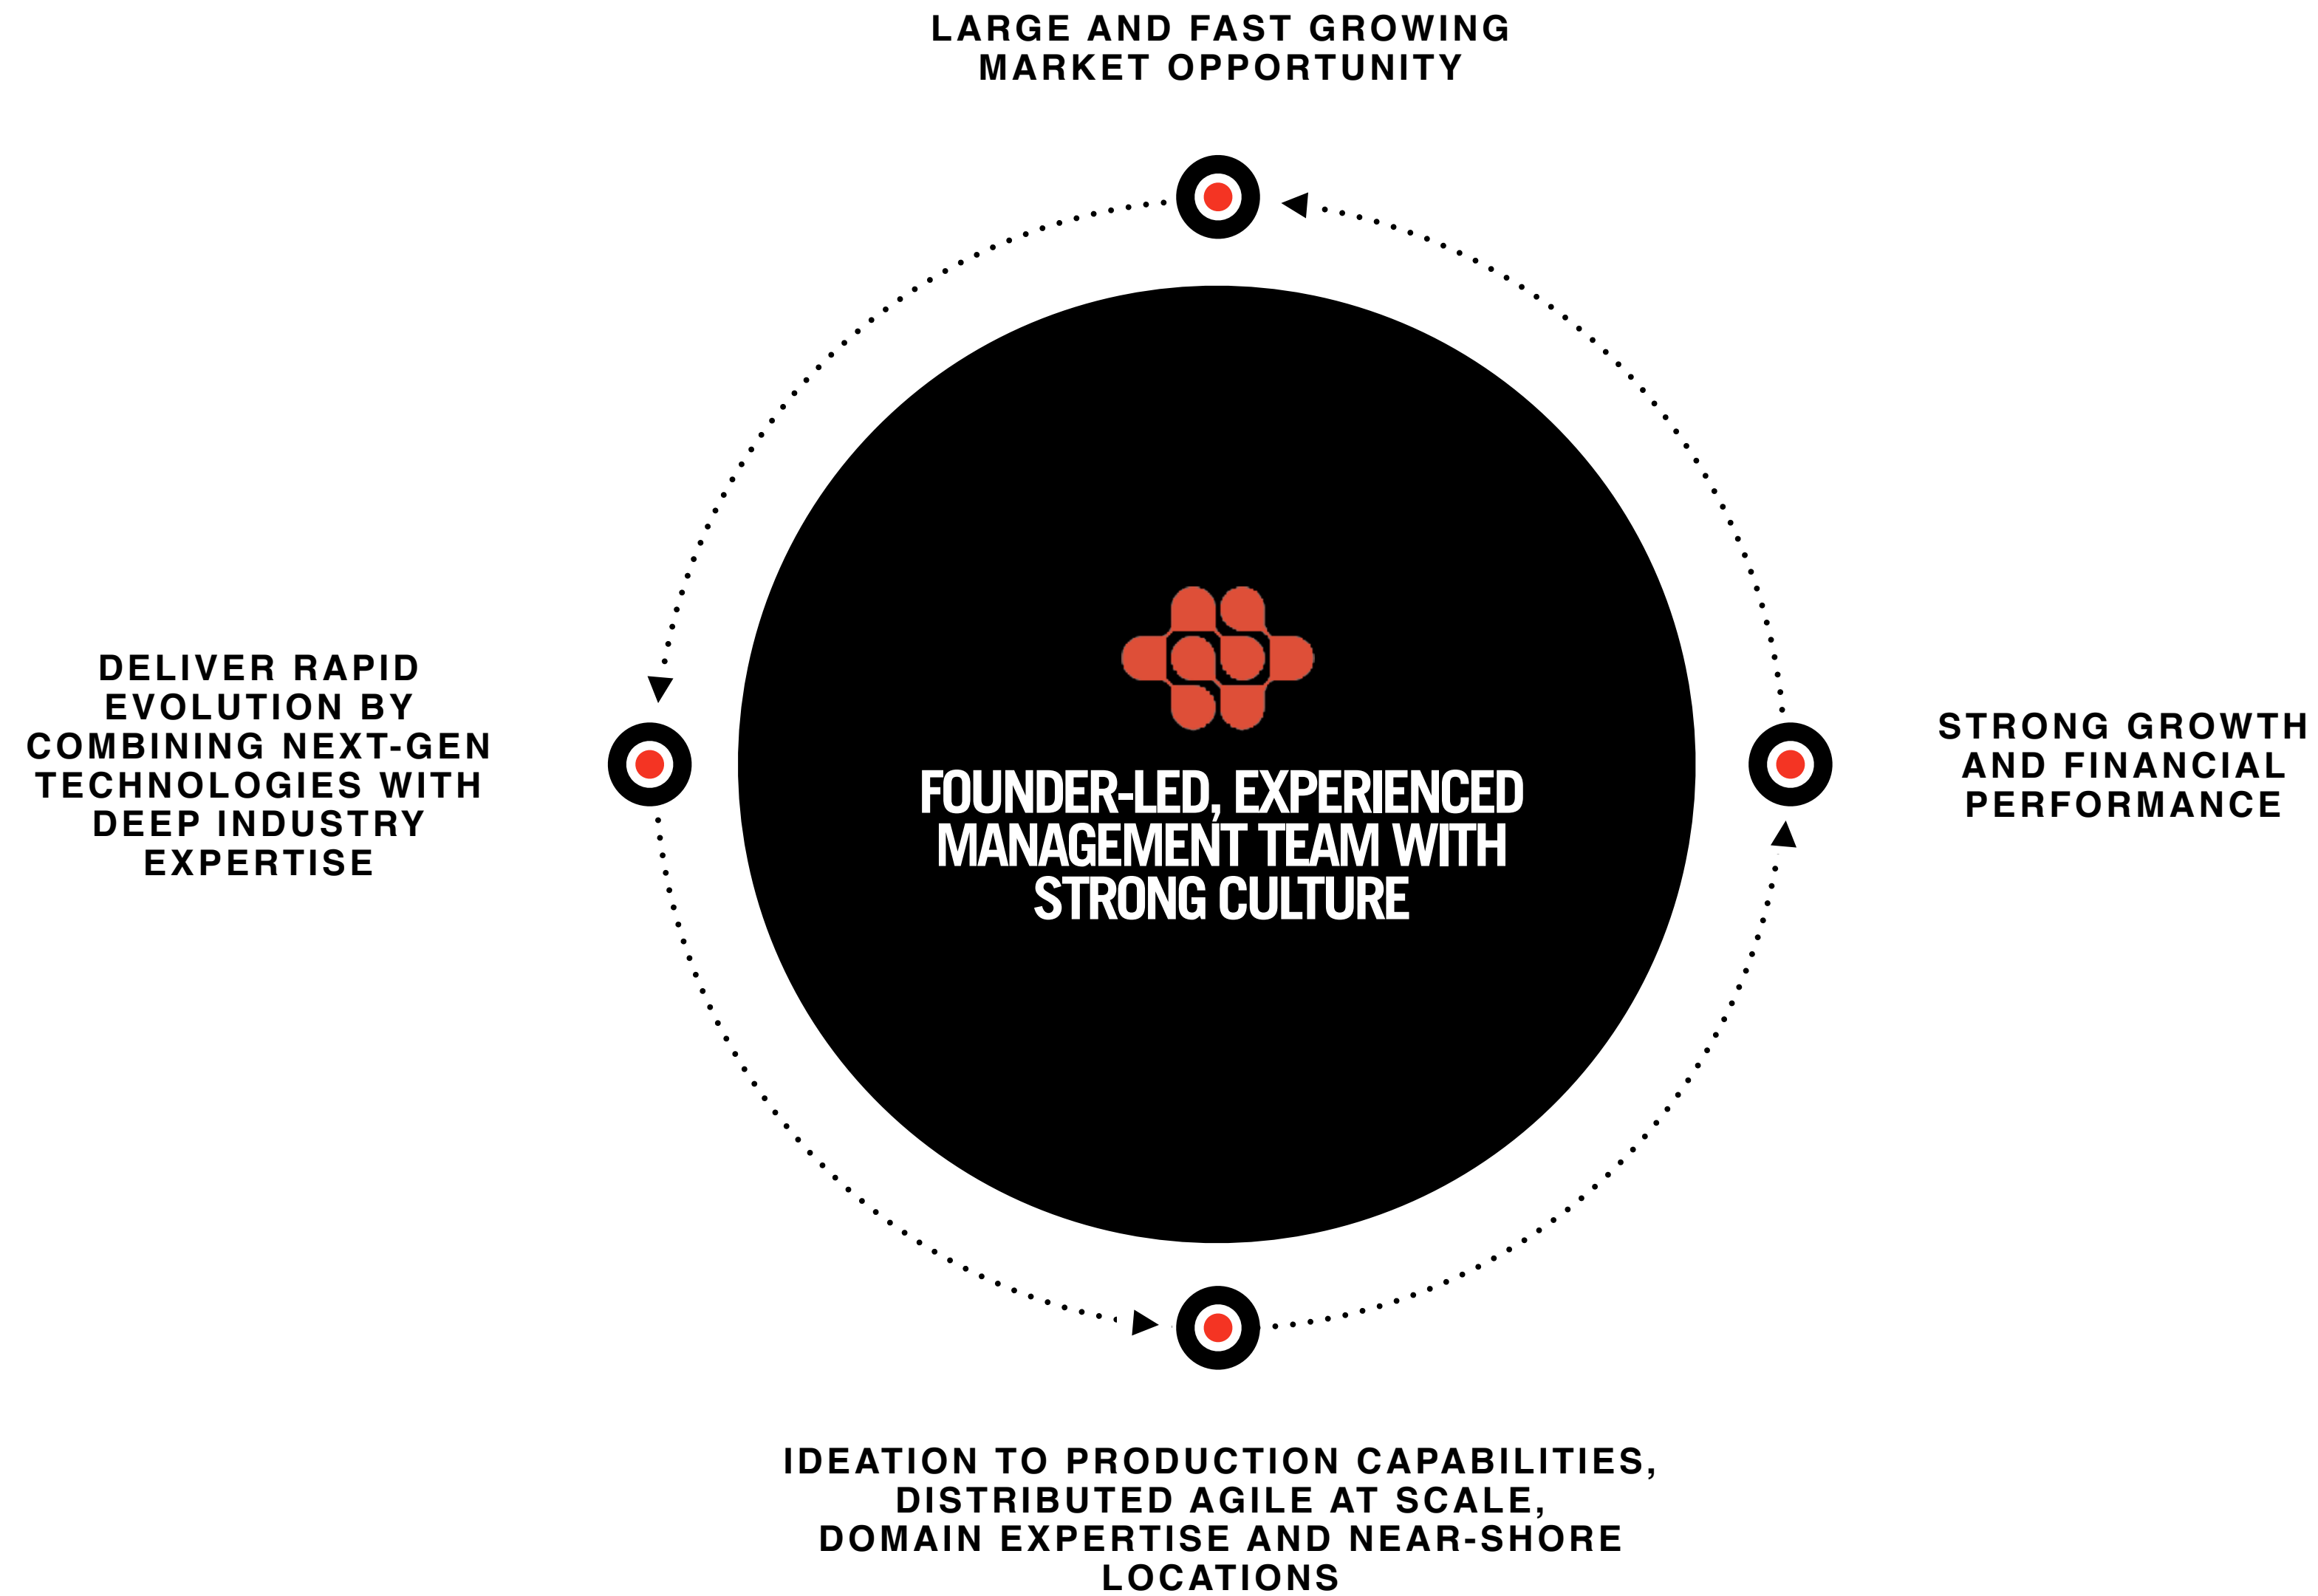 LARGE AND FAST GROWING
MARKET OPPORTUNITY
DELIVER RAPID
EVOLUTION BY
COMBINING NEXT-GEN
TECHNOLOGIES WITH
DEEP INDUSTRY
EXPERTISE
FOUNDER-LED, EXPERIENCED
MANAGEMENT TEAM WITH
STRONG CULTURE
STRONG GROWTH
AND FINANCIAL
PERFORMANCE
IDEATION TO PRODUCTION CAPABILITIES,
DISTRIBUTED AGILE AT SCALE,
DOMAIN EXPERTISE AND NEAR-SHORE
LOCATIONS